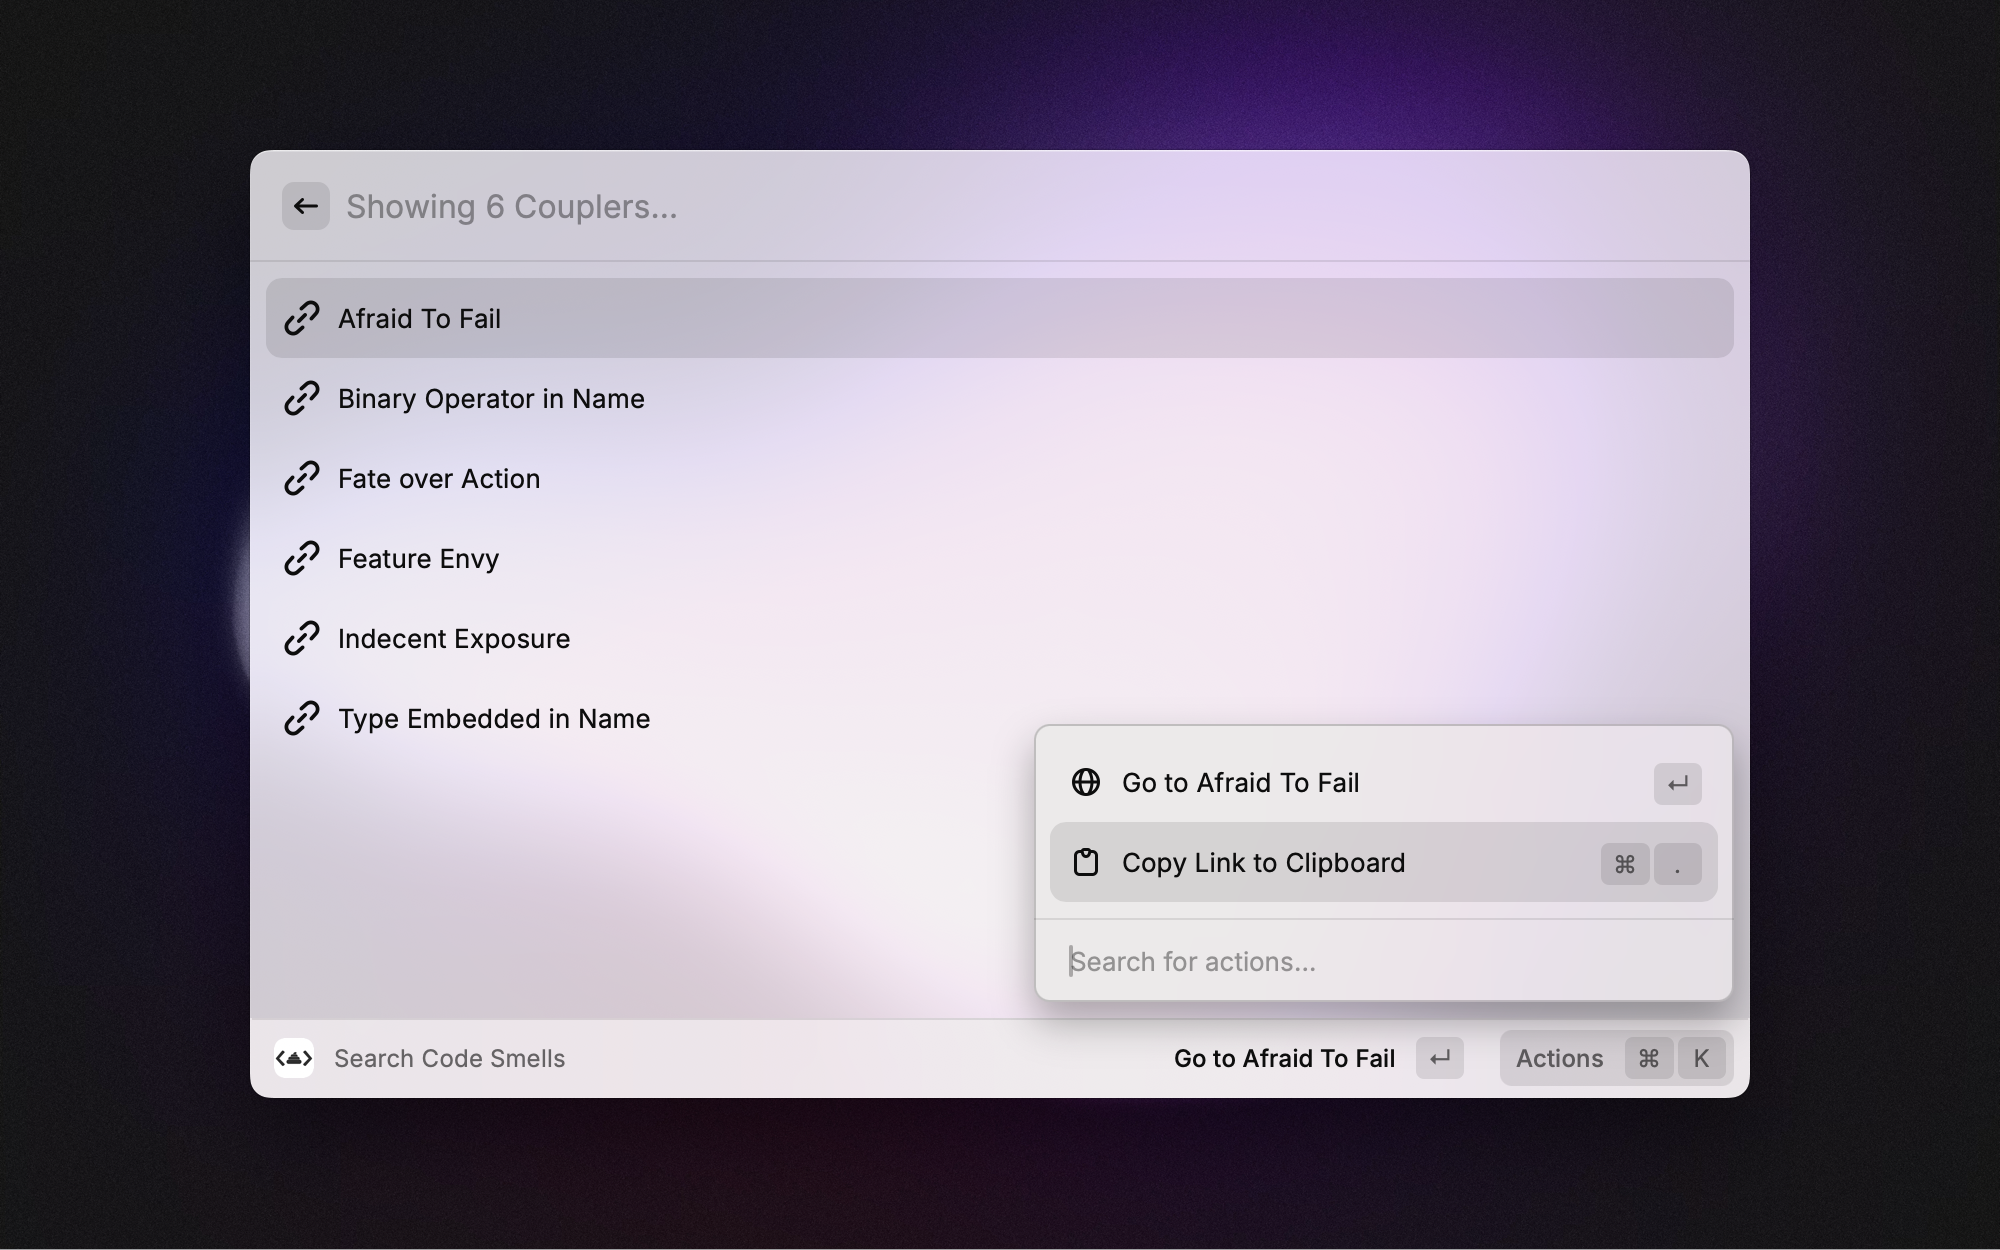 Showing 6 Couplers...
Afraid To Fail
Binary Operator in Name
Fate over Action
Feature Envy
Indecent Exposure
Type Embedded in Name
Go to Afraid To Fail ↵
Copy Link to Clipboard ⌘ .
Search for actions...
Search Code Smells
Go to Afraid To Fail ↵
Actions ⌘ K